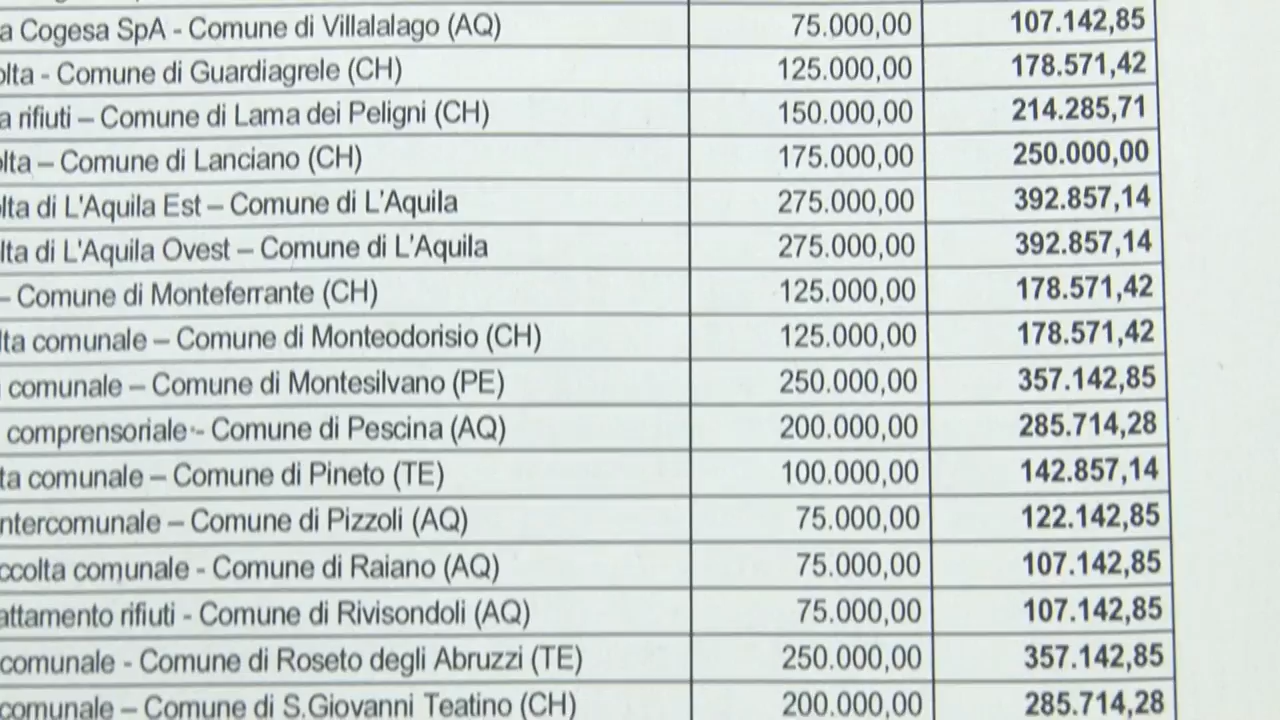 a Cogesa SpA - Comune di Villalalago (AQ) 75.000,00 107.142,85
olta - Comune di Guardiagrele (CH) 125.000,00 178.571,42
a rifiuti – Comune di Lama dei Peligni (CH) 150.000,00 214.285,71
olta – Comune di Lanciano (CH) 175.000,00 250.000,00
lta di L'Aquila Est – Comune di L'Aquila 275.000,00 392.857,14
lta di L'Aquila Ovest – Comune di L'Aquila 275.000,00 392.857,14
– Comune di Monteferrante (CH) 125.000,00 178.571,42
lta comunale – Comune di Monteodorisio (CH) 125.000,00 178.571,42
comunale – Comune di Montesilvano (PE) 250.000,00 357.142,85
comprensoriale - Comune di Pescina (AQ) 200.000,00 285.714,28
ta comunale – Comune di Pineto (TE) 100.000,00 142.857,14
ntercomunale – Comune di Pizzoli (AQ) 75.000,00 122.142,85
ccolta comunale - Comune di Raiano (AQ) 75.000,00 107.142,85
attamento rifiuti - Comune di Rivisondoli (AQ) 75.000,00 107.142,85
comunale - Comune di Roseto degli Abruzzi (TE) 250.000,00 357.142,85
comunale – Comune di S.Giovanni Teatino (CH) 200.000,00 285.714,28